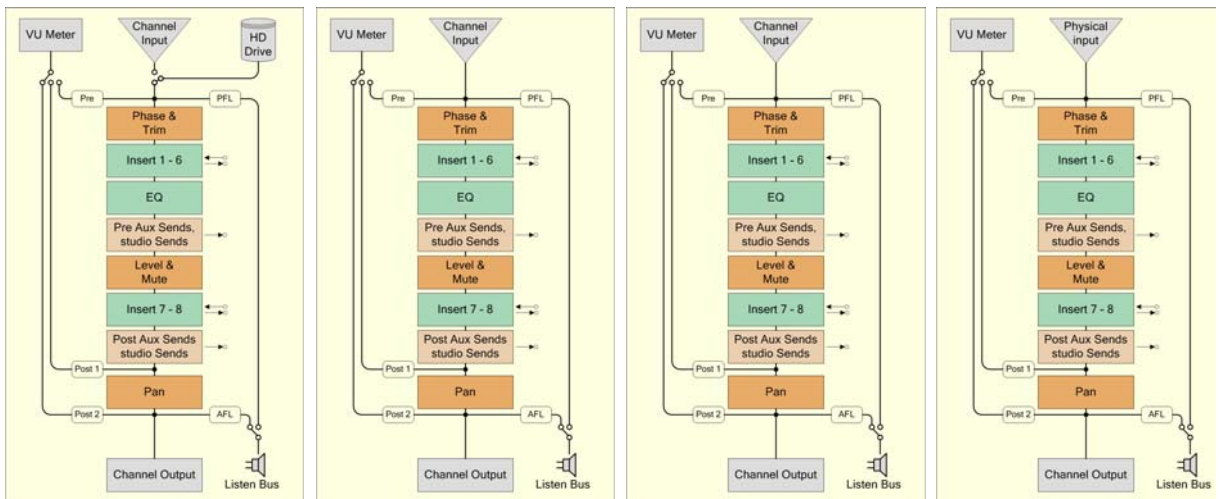 VU Meter
Channel
Input
HD
Drive
Pre
PFL
Phase &
Trim
Insert 1 - 6
EQ
Pre Aux Sends,
studio Sends
Level &
Mute
Insert 7 - 8
Post Aux Sends
studio Sends
Post 1
Pan
Post 2
AFL
Channel Output
Listen Bus
VU Meter
Channel
Input
Pre
PFL
Phase &
Trim
Insert 1 - 6
EQ
Pre Aux Sends,
studio Sends
Level &
Mute
Insert 7 - 8
Post Aux Sends
studio Sends
Post 1
Pan
Post 2
AFL
Channel Output
Listen Bus
VU Meter
Channel
Input
Pre
PFL
Phase &
Trim
Insert 1 - 6
EQ
Pre Aux Sends,
studio Sends
Level &
Mute
Insert 7 - 8
Post Aux Sends
studio Sends
Post 1
Pan
Post 2
AFL
Channel Output
Listen Bus
VU Meter
Physical
input
Pre
PFL
Phase &
Trim
Insert 1 - 6
EQ
Pre Aux Sends,
studio Sends
Level &
Mute
Insert 7 - 8
Post Aux Sends
studio Sends
Post 1
Pan
Post 2
AFL
Channel Output
Listen Bus